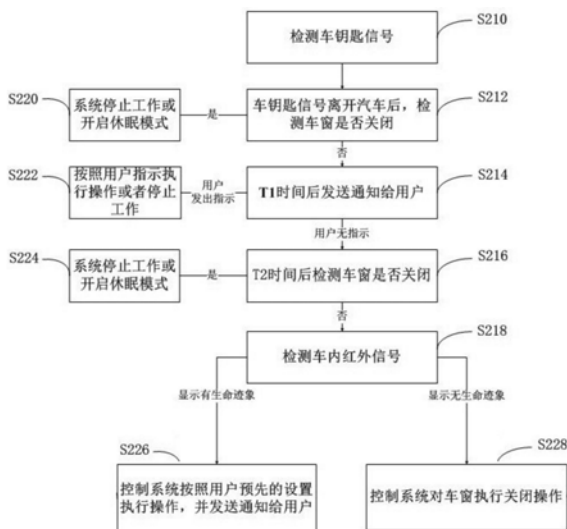 S210
检测车钥匙信号
S220
系统停止工作或
开启休眠模式
是
S212
车钥匙信号离开汽车后，检
测车窗是否关闭
否
S222
按照用户指示执
行操作或者停止
工作
用户
发出指示
S214
T1时间后发送通知给用户
用户无指示
S224
系统停止工作或
开启休眠模式
是
S216
T2时间后检测车窗是否关闭
否
S218
检测车内红外信号
显示有生命迹象
显示无生命迹象
S226
控制系统按照用户预先的设置
执行操作，并发送通知给用户
S228
控制系统对车窗执行关闭操作